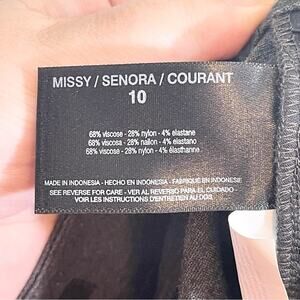 MISSY / SENORA / COURANT
10
68% viscose - 28% nylon - 4% elastane
68% viscosa - 28% nailon - 4% elastano
68% viscose - 28% nylon - 4% élasthanne
MADE IN INDONESIA - HECHO EN INDONESIA - FABRIQUÉ EN INDONESIE
SEE REVERSE FOR CARE - VER AL REVERSO PARA EL CUIDADO
VOIR LES INSTRUCTIONS D'ENTRETIEN AU DOS